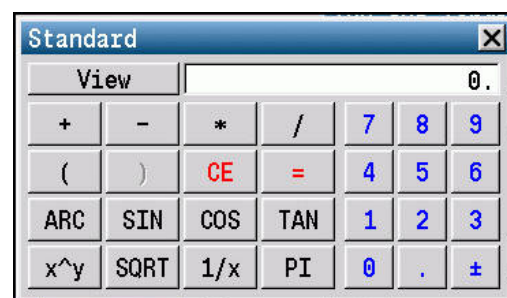 Standard
View 0.
+ - * / 7 8 9
( ) CE = 4 5 6
ARC SIN COS TAN 1 2 3
x^y SQRT 1/x PI 0 . ±